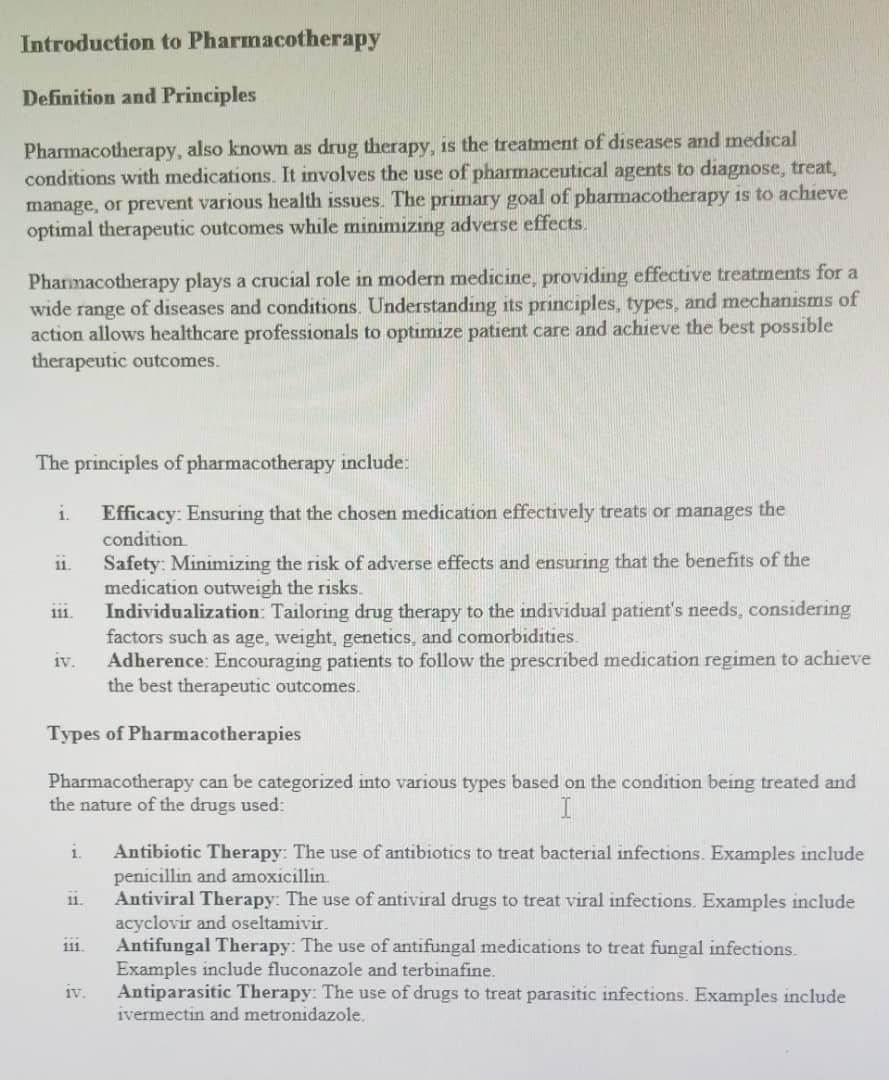 Introduction to Pharmacotherapy
Definition and Principles
Pharmacotherapy, also known as drug therapy, is the treatment of diseases and medical
conditions with medications. It involves the use of pharmaceutical agents to diagnose, treat,
manage, or prevent various health issues. The primary goal of pharmacotherapy is to achieve
optimal therapeutic outcomes while minimizing adverse effects.
Pharmacotherapy plays a crucial role in modern medicine, providing effective treatments for a
wide range of diseases and conditions. Understanding its principles, types, and mechanisms of
action allows healthcare professionals to optimize patient care and achieve the best possible
therapeutic outcomes.
The principles of pharmacotherapy include:
i. Efficacy: Ensuring that the chosen medication effectively treats or manages the
condition.
ii. Safety: Minimizing the risk of adverse effects and ensuring that the benefits of the
medication outweigh the risks.
iii. Individualization: Tailoring drug therapy to the individual patient's needs, considering
factors such as age, weight, genetics, and comorbidities.
iv. Adherence: Encouraging patients to follow the prescribed medication regimen to achieve
the best therapeutic outcomes.
Types of Pharmacotherapies
Pharmacotherapy can be categorized into various types based on the condition being treated and
the nature of the drugs used:
i. Antibiotic Therapy: The use of antibiotics to treat bacterial infections. Examples include
penicillin and amoxicillin.
ii. Antiviral Therapy: The use of antiviral drugs to treat viral infections. Examples include
acyclovir and oseltamivir.
iii. Antifungal Therapy: The use of antifungal medications to treat fungal infections.
Examples include fluconazole and terbinafine.
iv. Antiparasitic Therapy: The use of drugs to treat parasitic infections. Examples include
ivermectin and metronidazole.